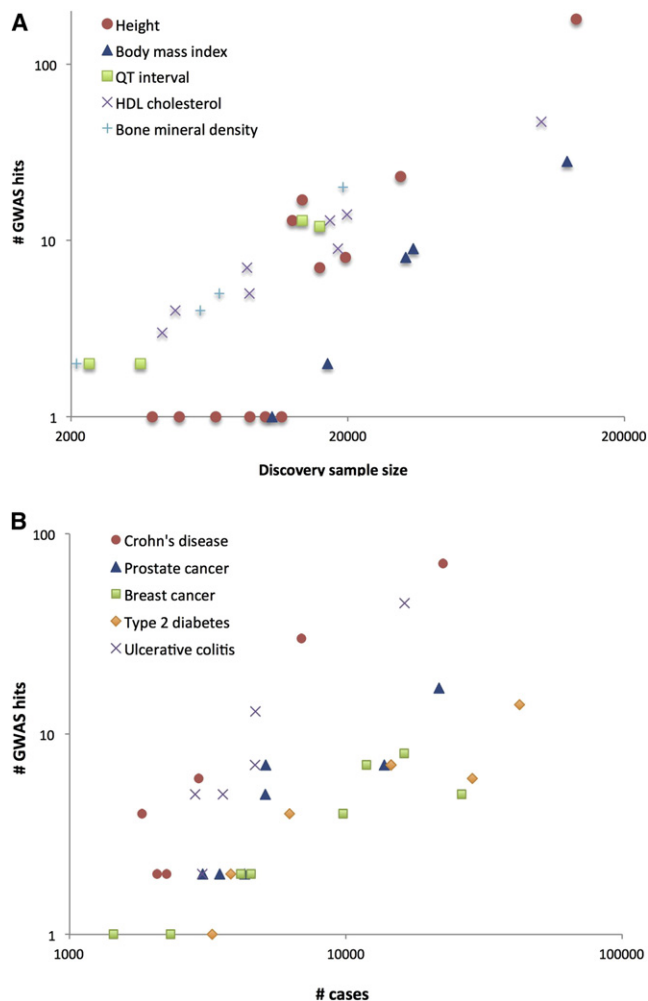 A
Height
Body mass index
QT interval
HDL cholesterol
Bone mineral density
# GWAS hits
100
10
1
2000
20000
200000
Discovery sample size
B
Crohn's disease
Prostate cancer
Breast cancer
Type 2 diabetes
Ulcerative colitis
# GWAS hits
100
10
1
1000
10000
100000
# cases